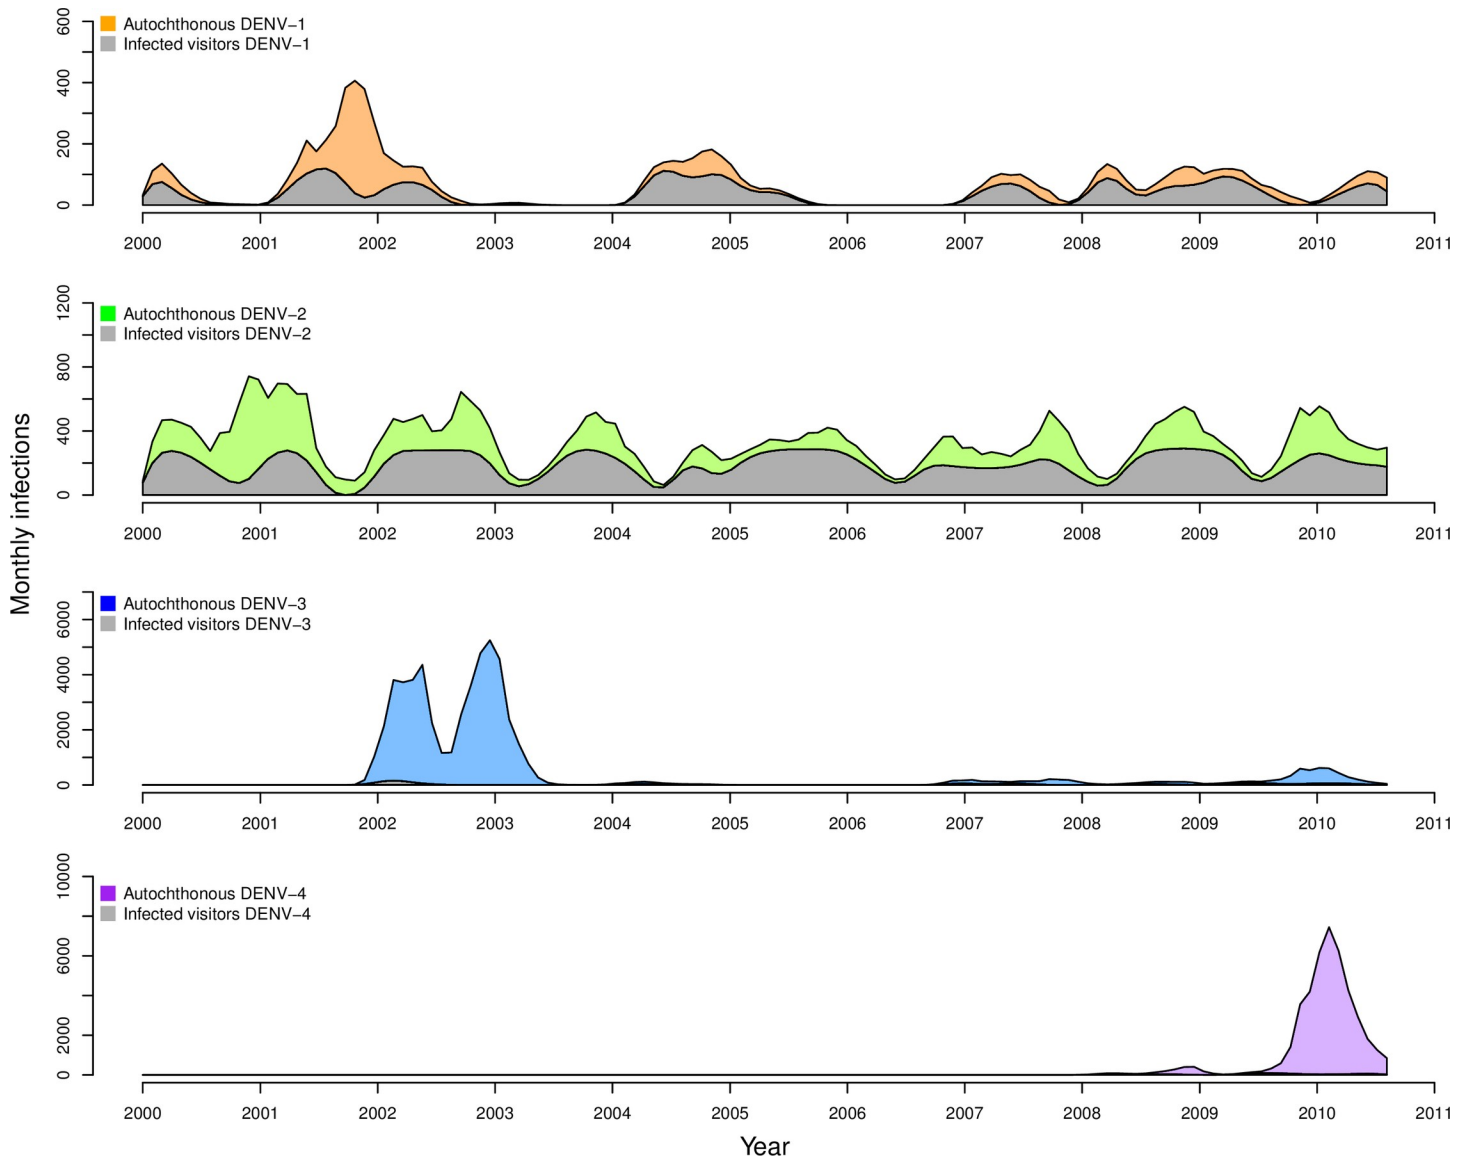 Monthly infections
Autochthonous DENV−1
Infected visitors DENV−1
600
400
200
0
2000 2001 2002 2003 2004 2005 2006 2007 2008 2009 2010 2011
Autochthonous DENV−2
Infected visitors DENV−2
1200
800
400
0
2000 2001 2002 2003 2004 2005 2006 2007 2008 2009 2010 2011
Autochthonous DENV−3
Infected visitors DENV−3
6000
4000
2000
0
2000 2001 2002 2003 2004 2005 2006 2007 2008 2009 2010 2011
Autochthonous DENV−4
Infected visitors DENV−4
10000
6000
2000
0
2000 2001 2002 2003 2004 2005 2006 2007 2008 2009 2010 2011
Year